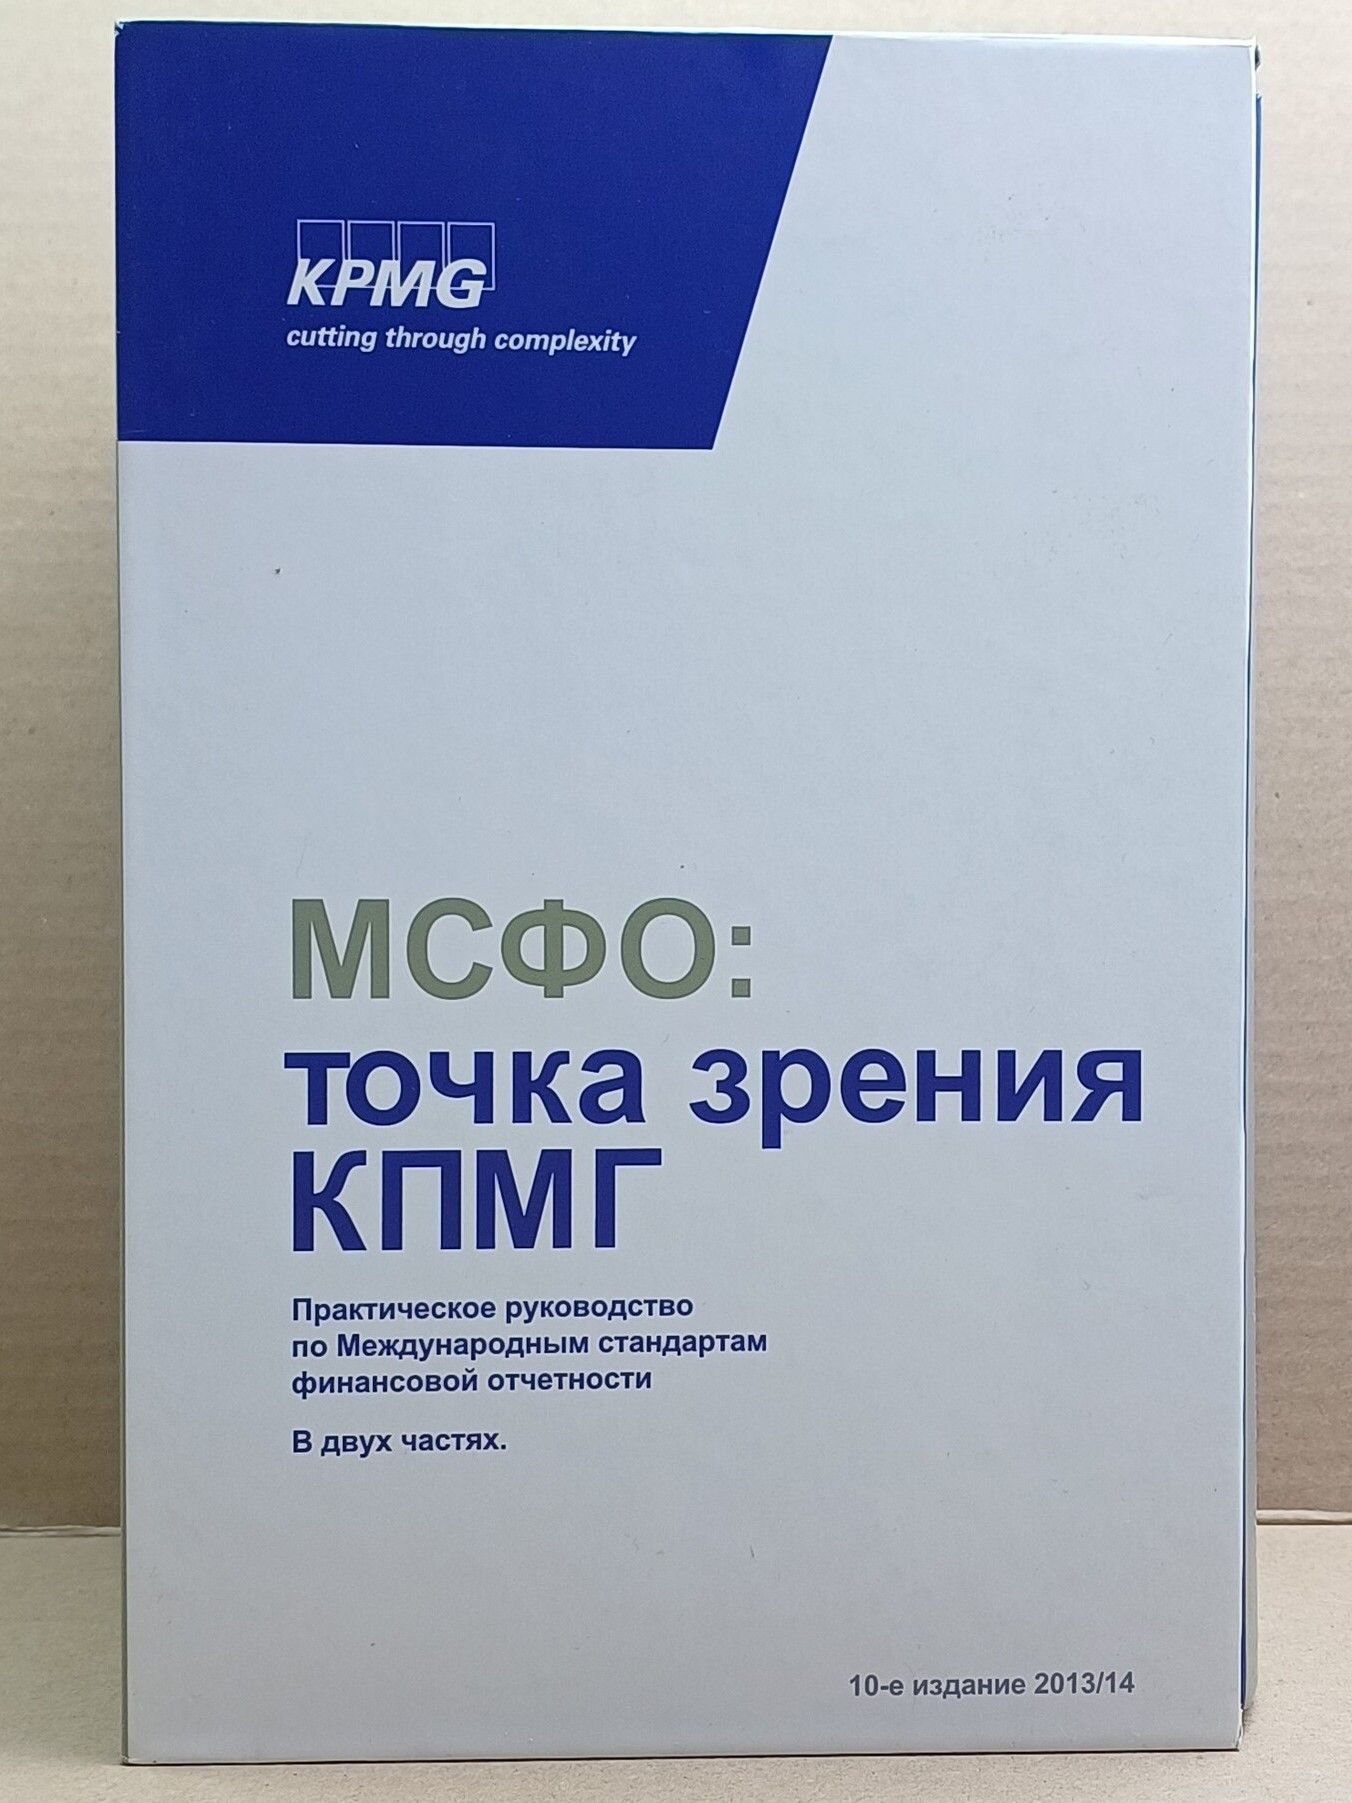 KPMG
cutting through complexity
МСФО:
точка зрения
КПМГ
Практическое руководство
по Международным стандартам
финансовой отчетности
В двух частях.
10-е издание 2013/14